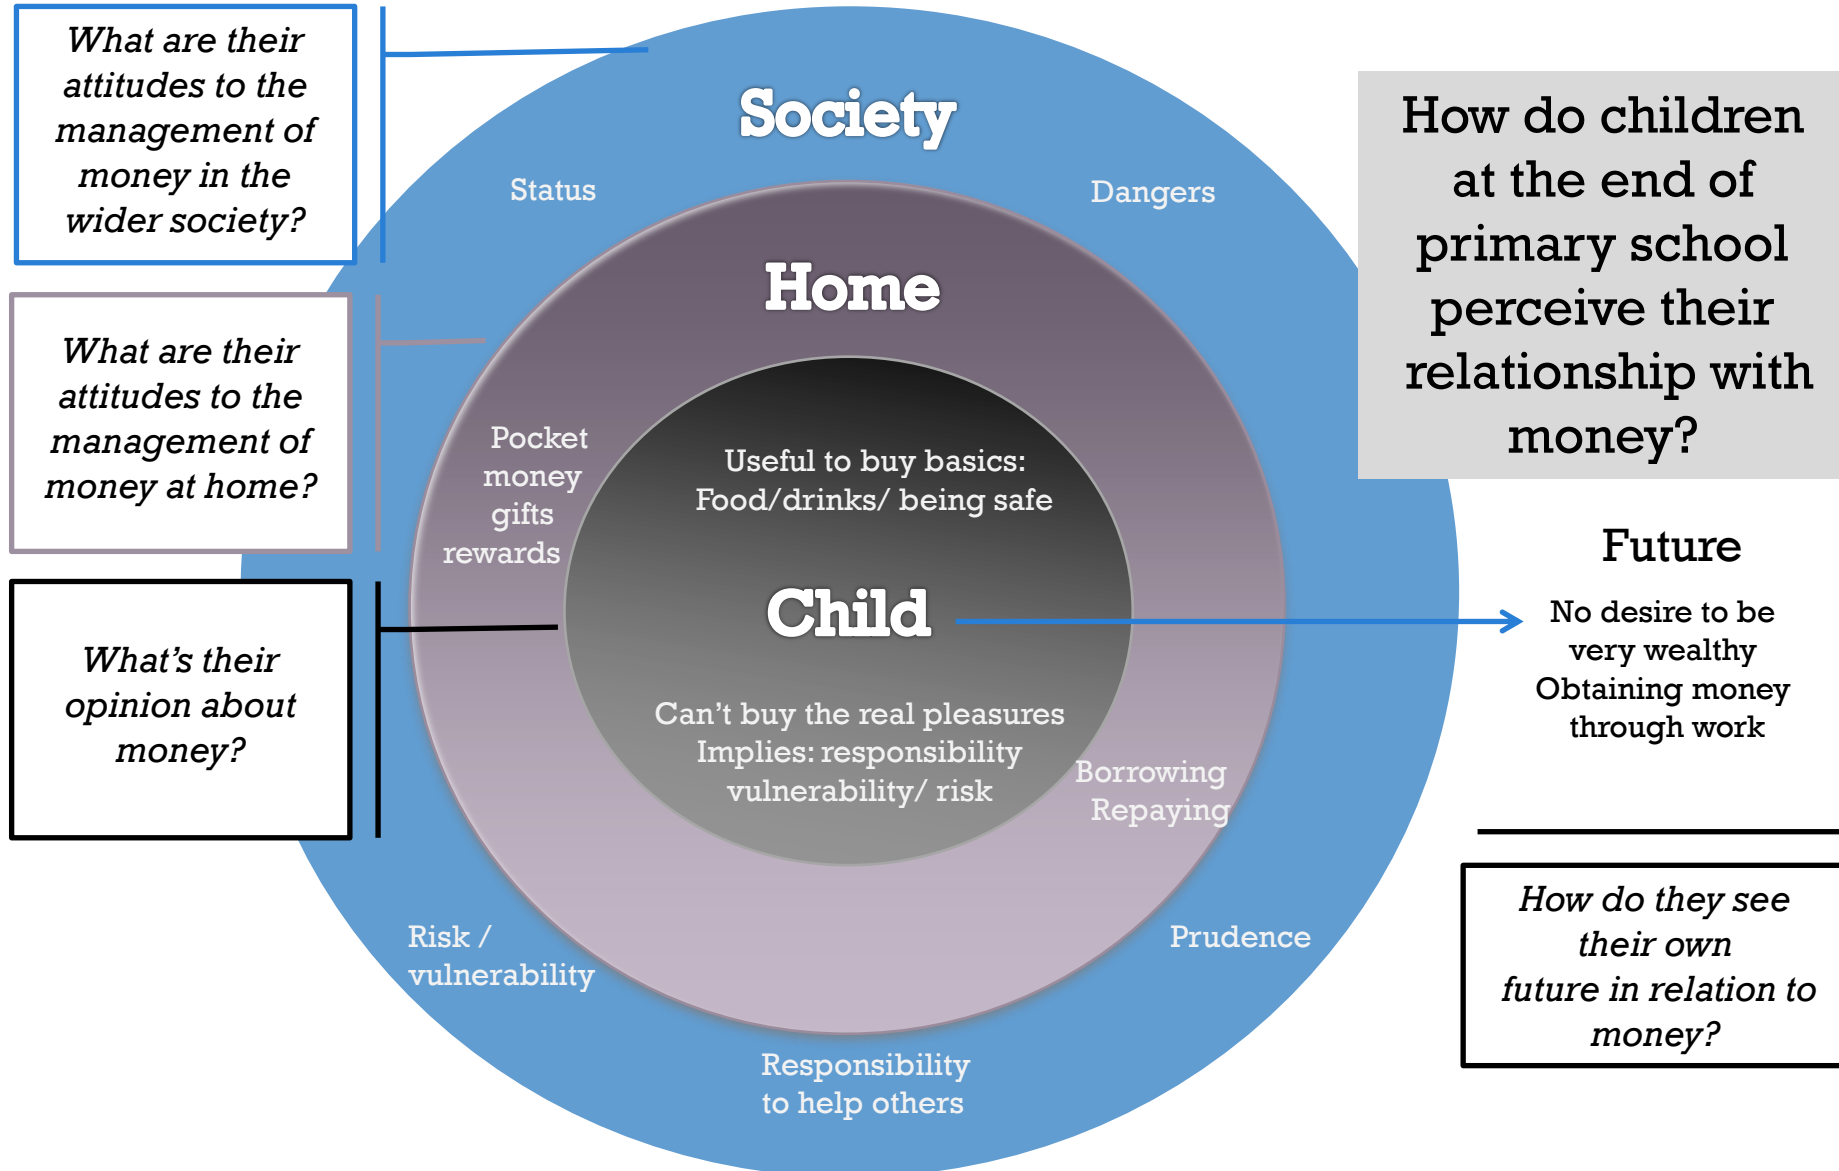 What are their
attitudes to the
management of
money in the
wider society?
What are their
attitudes to the
management of
money at home?
What's their
opinion about
money?
Society
Status
Dangers
Home
Pocket
money
gifts
rewards
Useful to buy basics:
Food/drinks/ being safe
Child
Can't buy the real pleasures
Implies: responsibility
vulnerability/ risk
Borrowing
Repaying
Risk /
vulnerability
Prudence
Responsibility
to help others
How do children
at the end of
primary school
perceive their
relationship with
money?
Future
No desire to be
very wealthy
Obtaining money
through work
How do they see
their own
future in relation to
money?